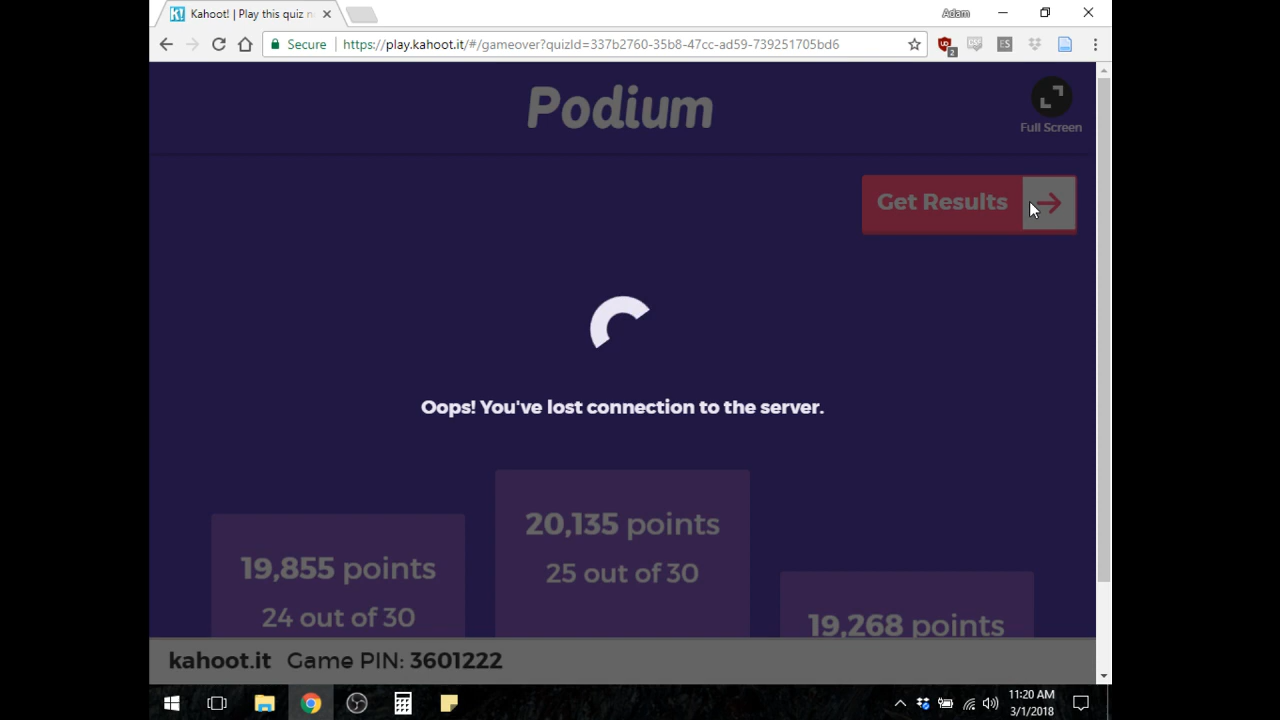 K! Kahoot! | Play this quiz n
Adam
Secure https://play.kahoot.it/#/gameover?quizId=337b2760-35b8-47cc-ad59-739251705bd6
2
ES
Podium
Full Screen
Get Results
Oops! You've lost connection to the server.
20,135 points
25 out of 30
19,855 points
24 out of 30
19,268 points
kahoot.it Game PIN: 3601222
11:20 AM
3/1/2018